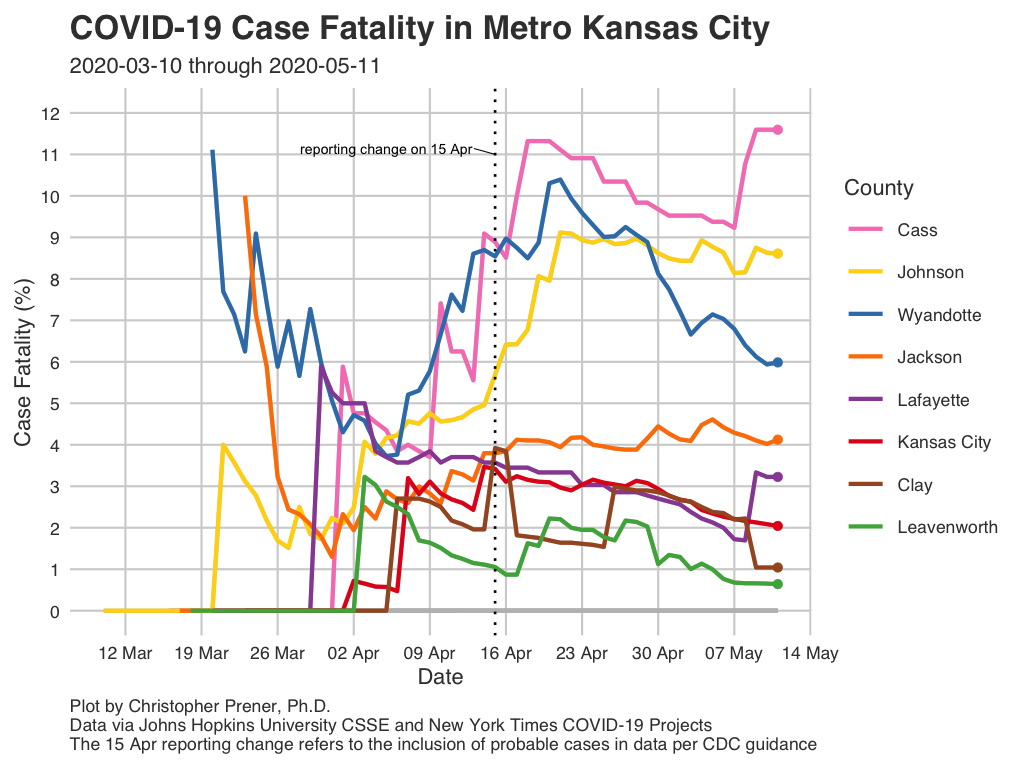 COVID-19 Case Fatality in Metro Kansas City
2020-03-10 through 2020-05-11
Case Fatality (%)
12
11
10
9
8
7
6
5
4
3
2
1
0
reporting change on 15 Apr
12 Mar 19 Mar 26 Mar 02 Apr 09 Apr 16 Apr 23 Apr 30 Apr 07 May 14 May
Date
County
Cass
Johnson
Wyandotte
Jackson
Lafayette
Kansas City
Clay
Leavenworth
Plot by Christopher Prener, Ph.D.
Data via Johns Hopkins University CSSE and New York Times COVID-19 Projects
The 15 Apr reporting change refers to the inclusion of probable cases in data per CDC guidance